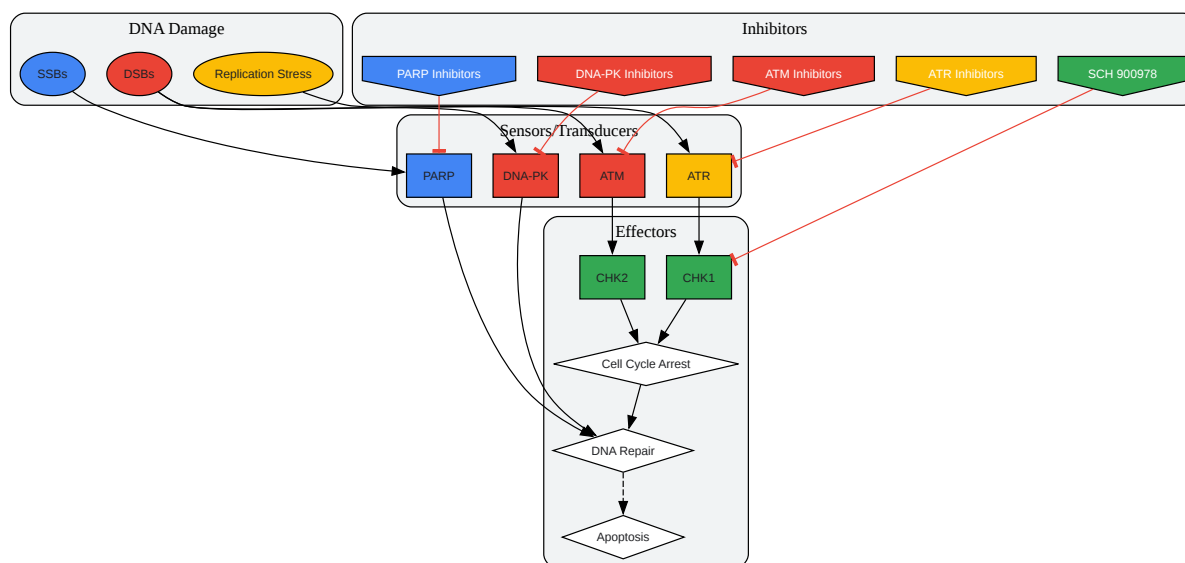 DNA Damage
Inhibitors
SSBs
DSBs
Replication Stress
PARP Inhibitors
DNA-PK Inhibitors
ATM Inhibitors
ATR Inhibitors
SCH 900978
Sensors/Transducers
PARP
DNA-PK
ATM
ATR
Effectors
CHK2
CHK1
Cell Cycle Arrest
DNA Repair
Apoptosis